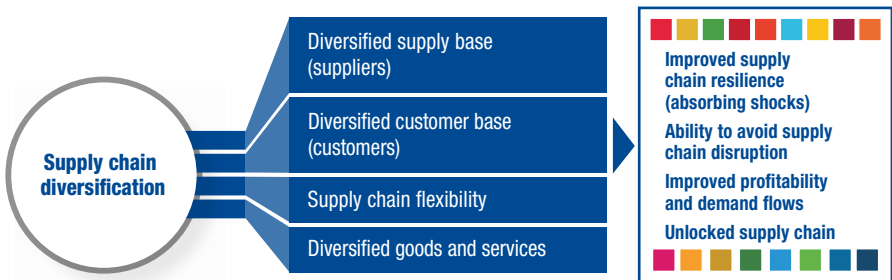 Supply chain
diversification
Diversified supply base
(suppliers)
Diversified customer base
(customers)
Supply chain flexibility
Diversified goods and services
Improved supply
chain resilience
(absorbing shocks)
Ability to avoid supply
chain disruption
Improved profitability
and demand flows
Unlocked supply chain